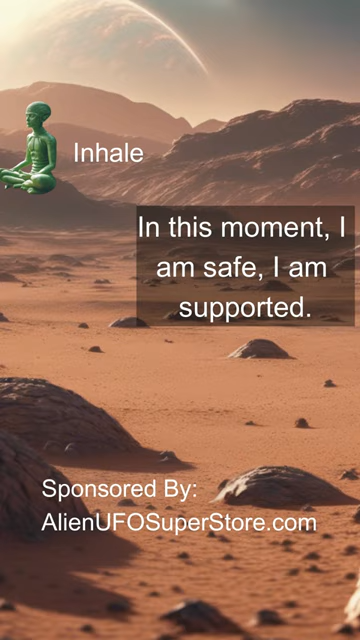 Inhale
In this moment, I
am safe, I am
supported.
Sponsored By:
AlienUFOSuperStore.com